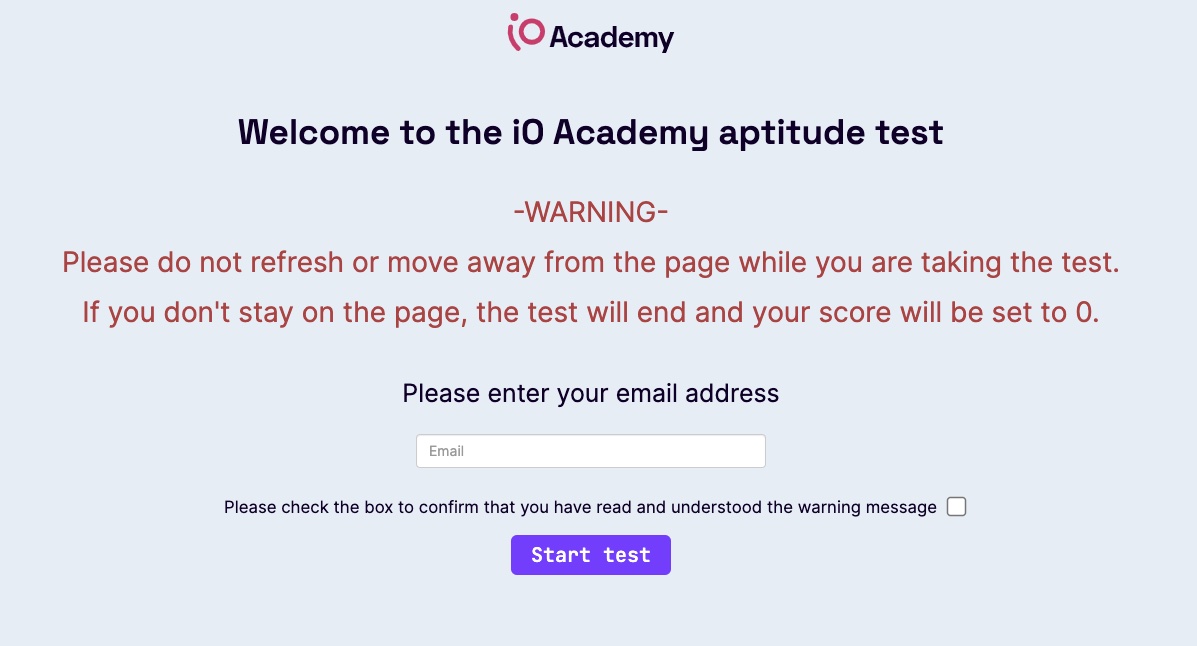 iO Academy
Welcome to the iO Academy aptitude test
-WARNING-
Please do not refresh or move away from the page while you are taking the test.
If you don't stay on the page, the test will end and your score will be set to 0.
Please enter your email address
Email
Please check the box to confirm that you have read and understood the warning message
Start test